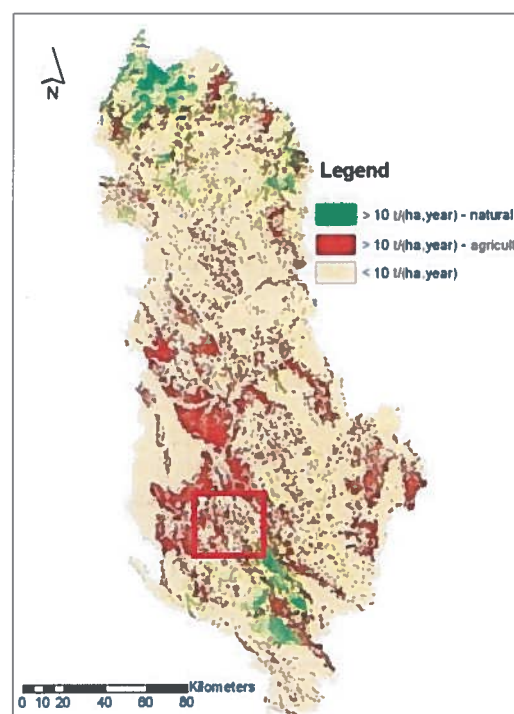 N
Legend
> 10 t/(ha,year) - natural
> 10 t/(ha,year) - agricult
< 10 t/(ha,year)
Kilometers
0 10 20 40 60 80